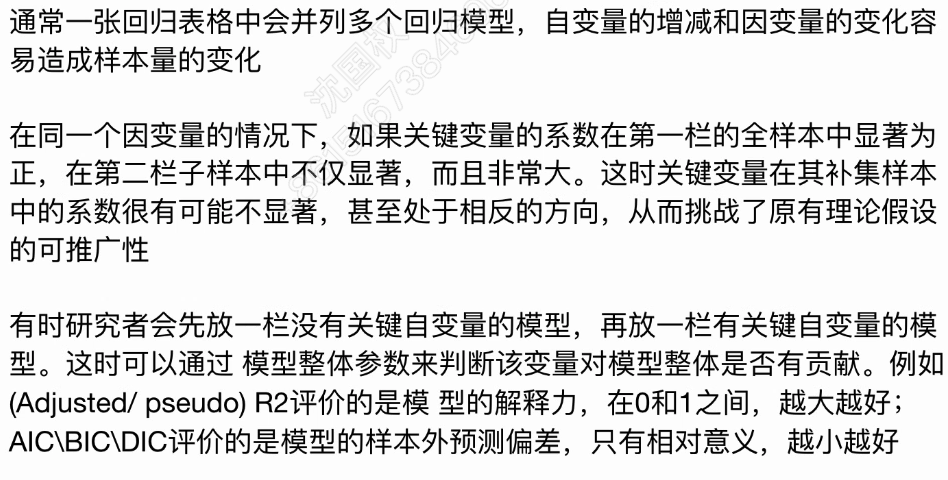 通常一张回归表格中会并列多个回归模型，自变量的增减和因变量的变化容
易造成样本量的变化
在同一个因变量的情况下，如果关键变量的系数在第一栏的全样本中显著为
正，在第二栏子样本中不仅显著，而且非常大。这时关键变量在其补集样本
中的系数很有可能不显著，甚至处于相反的方向，从而挑战了原有理论假设
的可推广性
有时研究者会先放一栏没有关键自变量的模型，再放一栏有关键自变量的模
型。这时可以通过 模型整体参数来判断该变量对模型整体是否有贡献。例如
(Adjusted/ pseudo) R2评价的是模 型的解释力，在0和1之间，越大越好；
AIC\BIC\DIC评价的是模型的样本外预测偏差，只有相对意义，越小越好